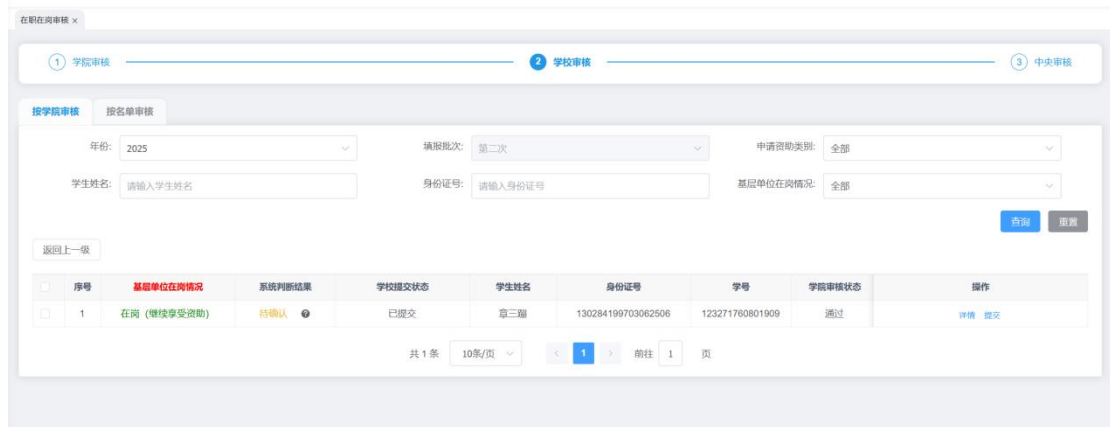 在职在岗审核 ×
1 学院审核 2 学校审核 3 中央审核
按学院审核 按名单审核
年份: 2025 填报批次: 第二次 申请资助类别: 全部
学生姓名: 请输入学生姓名 身份证号: 请输入身份证号 基层单位在岗情况: 全部
查询 重置
返回上一级
序号 基层单位在岗情况 系统判断结果 学校提交状态 学生姓名 身份证号 学号 学院审核状态 操作
1 在岗 (继续享受资助) 待确认 已提交 章三蹦 130284199703062506 123271760801909 通过 详情 提交
共 1 条 10条/页 < 1 > 前往 1 页